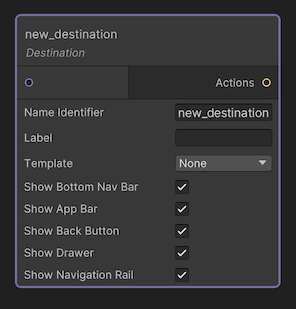 new_destination
Destination
Actions
Name Identifier new_destination
Label
Template None
Show Bottom Nav Bar
Show App Bar
Show Back Button
Show Drawer
Show Navigation Rail